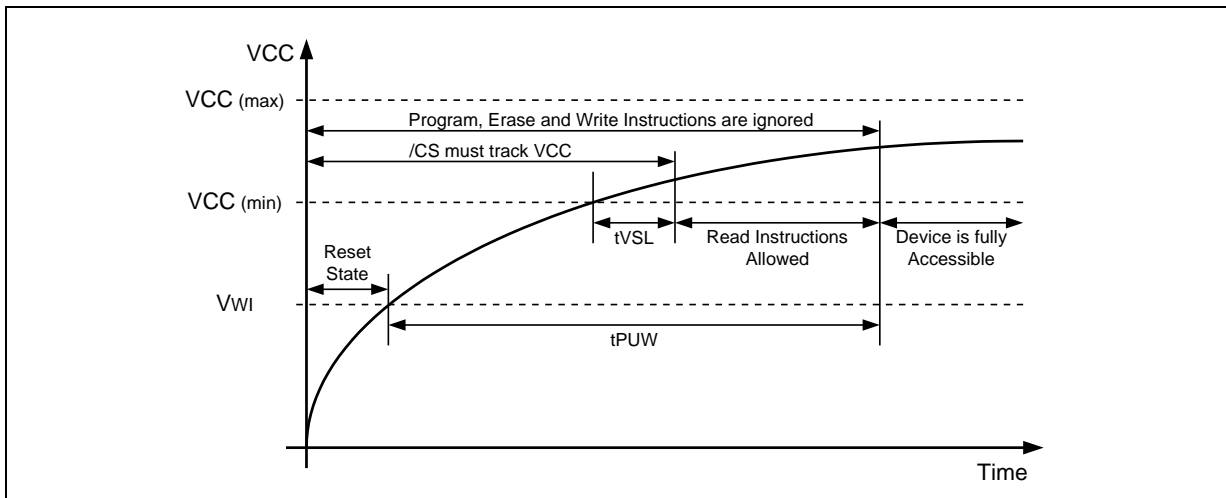 VCC
VCC (max)
Program, Erase and Write Instructions are ignored
/CS must track VCC
VCC (min)
tVSL
Read Instructions
Allowed
Device is fully
Accessible
Reset
State
VWI
tPUW
Time